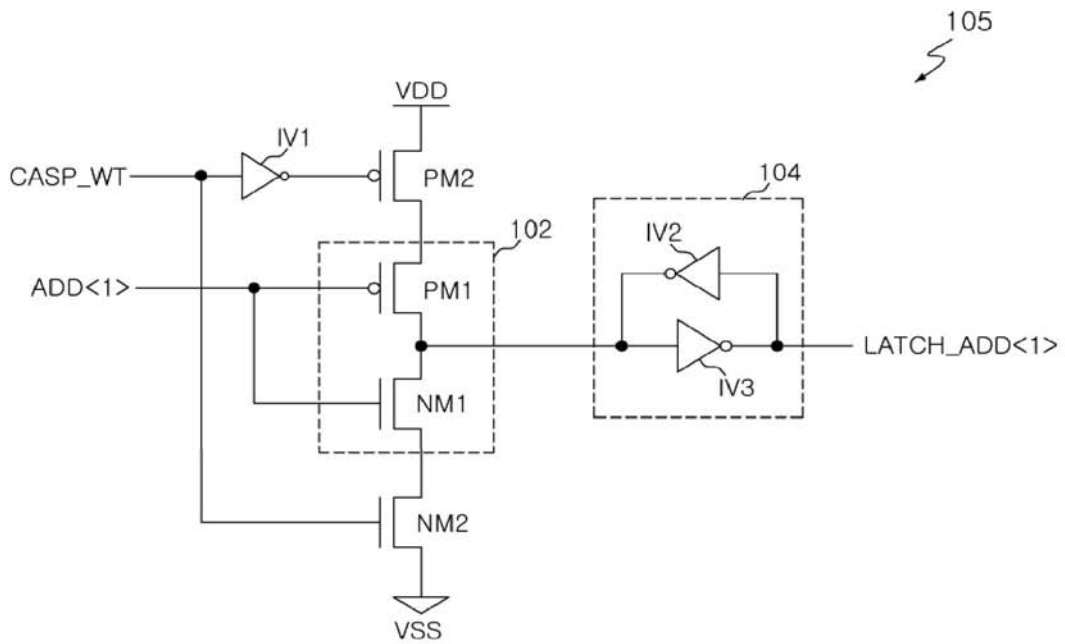 105
VDD
IV1
CASP_WT
PM2
104
102
IV2
ADD<1>
PM1
LATCH_ADD<1>
IV3
NM1
NM2
VSS